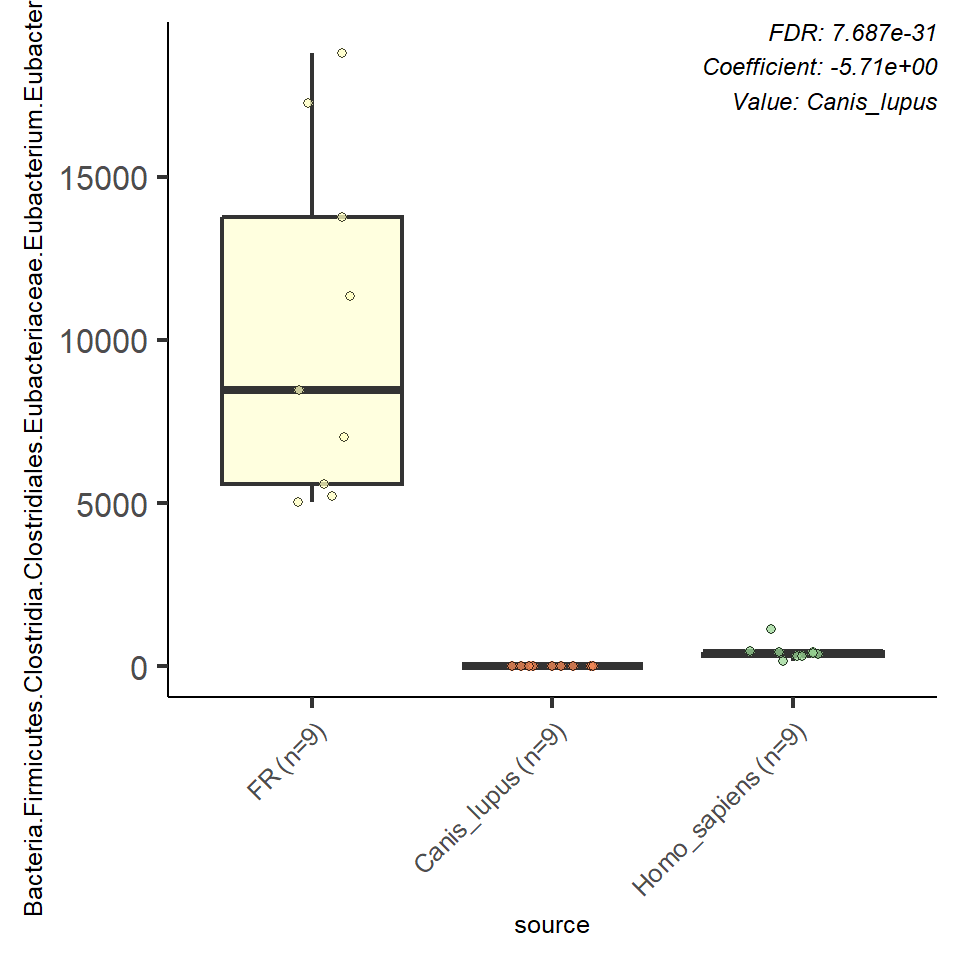 FDR: 7.687e-31
Coefficient: -5.71e+00
Value: Canis_lupus
Bacteria.Firmicutes.Clostridia.Clostridiales.Eubacteriaceae.Eubacterium.Eubacter
15000
10000
5000
0
FR (n=9)
Canis_lupus (n=9)
Homo_sapiens (n=9)
source